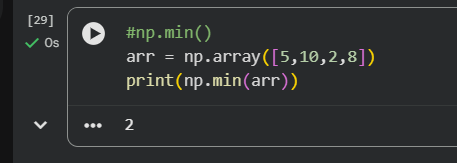 [29]
0s
#np.min()
arr = np.array([5,10,2,8])
print(np.min(arr))
2